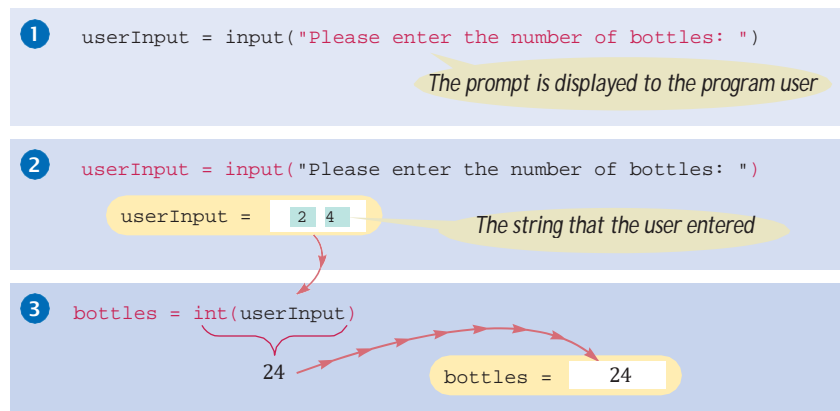 1 userInput = input("Please enter the number of bottles: ")
The prompt is displayed to the program user
2 userInput = input("Please enter the number of bottles: ")
userInput = 2 4
The string that the user entered
3 bottles = int(userInput)
24
bottles = 24